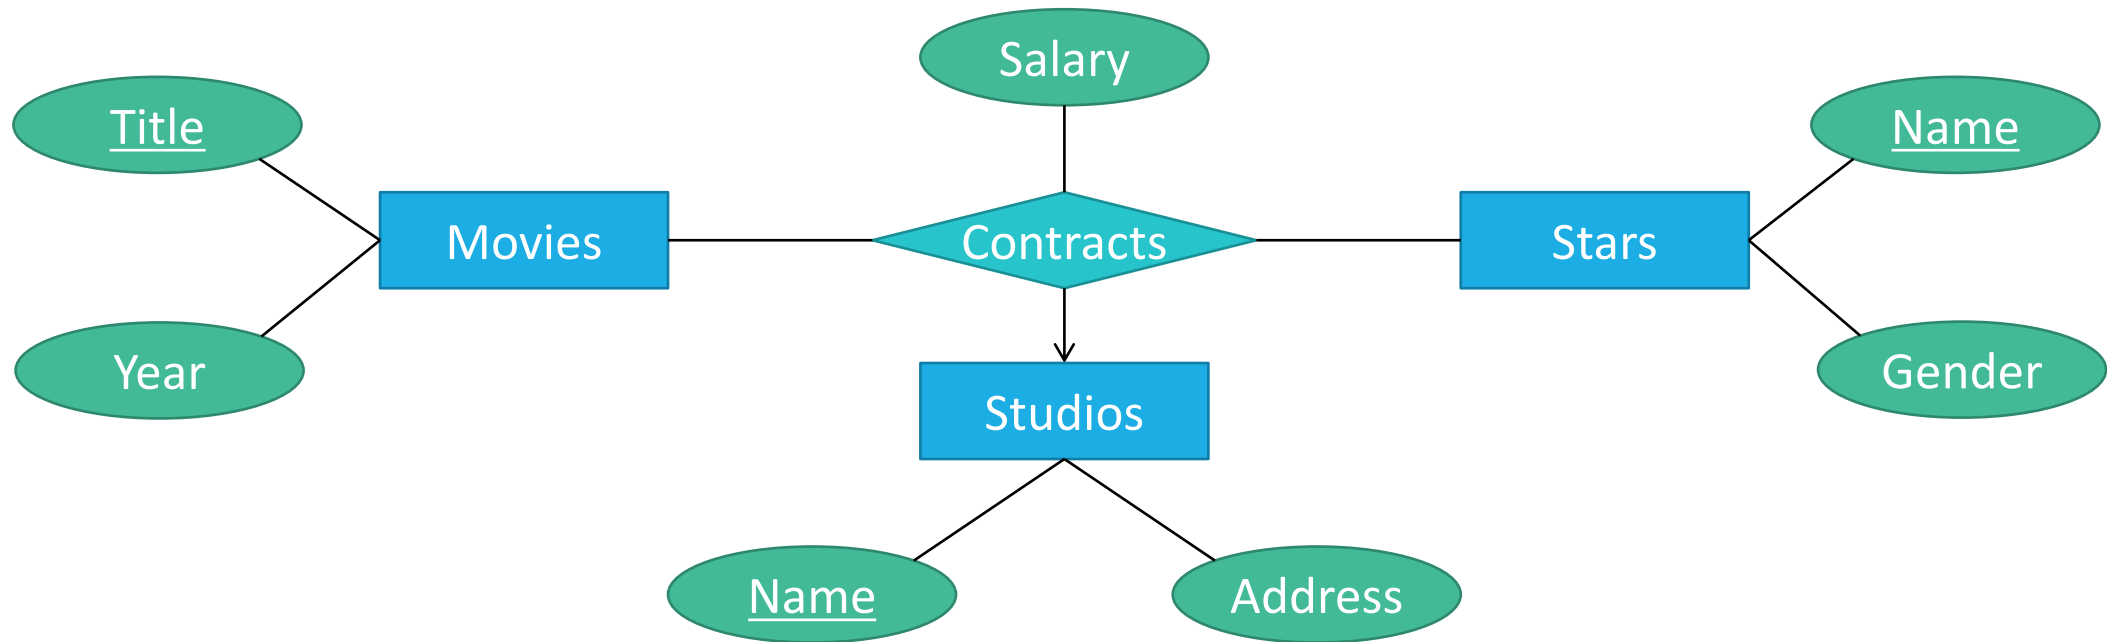 Salary
Title
Name
Movies
Contracts
Stars
Year
Gender
Studios
Name
Address